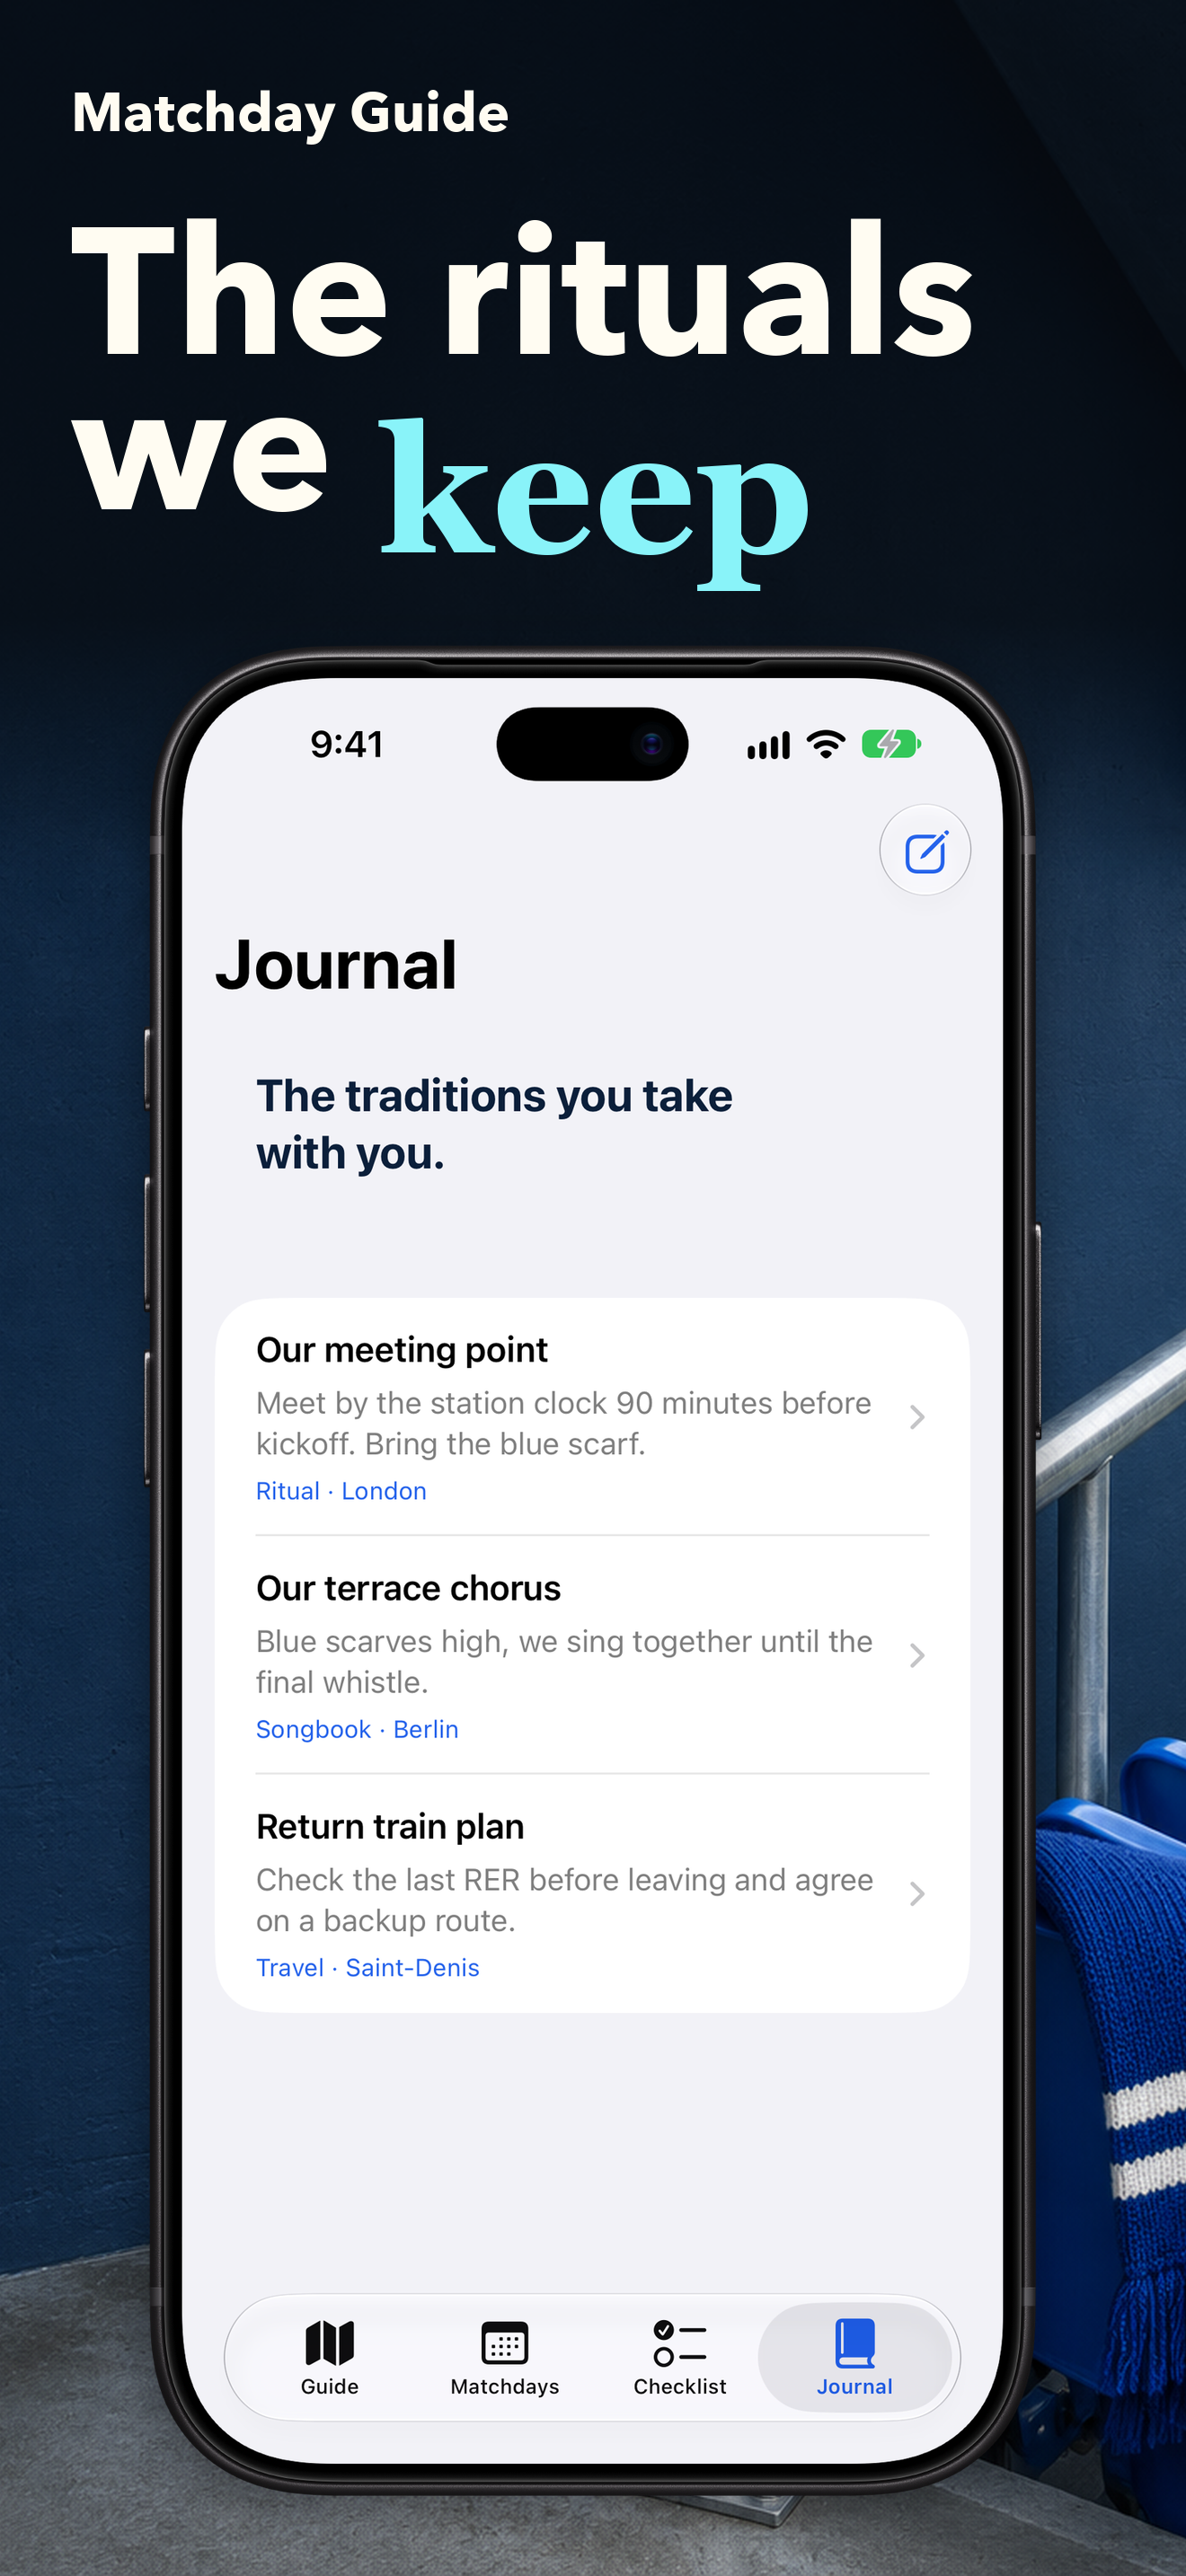 Matchday Guide
The rituals
we keep
9:41
Journal
The traditions you take
with you.
Our meeting point
Meet by the station clock 90 minutes before
kickoff. Bring the blue scarf.
Ritual · London
Our terrace chorus
Blue scarves high, we sing together until the
final whistle.
Songbook · Berlin
Return train plan
Check the last RER before leaving and agree
on a backup route.
Travel · Saint-Denis
Guide Matchdays Checklist Journal